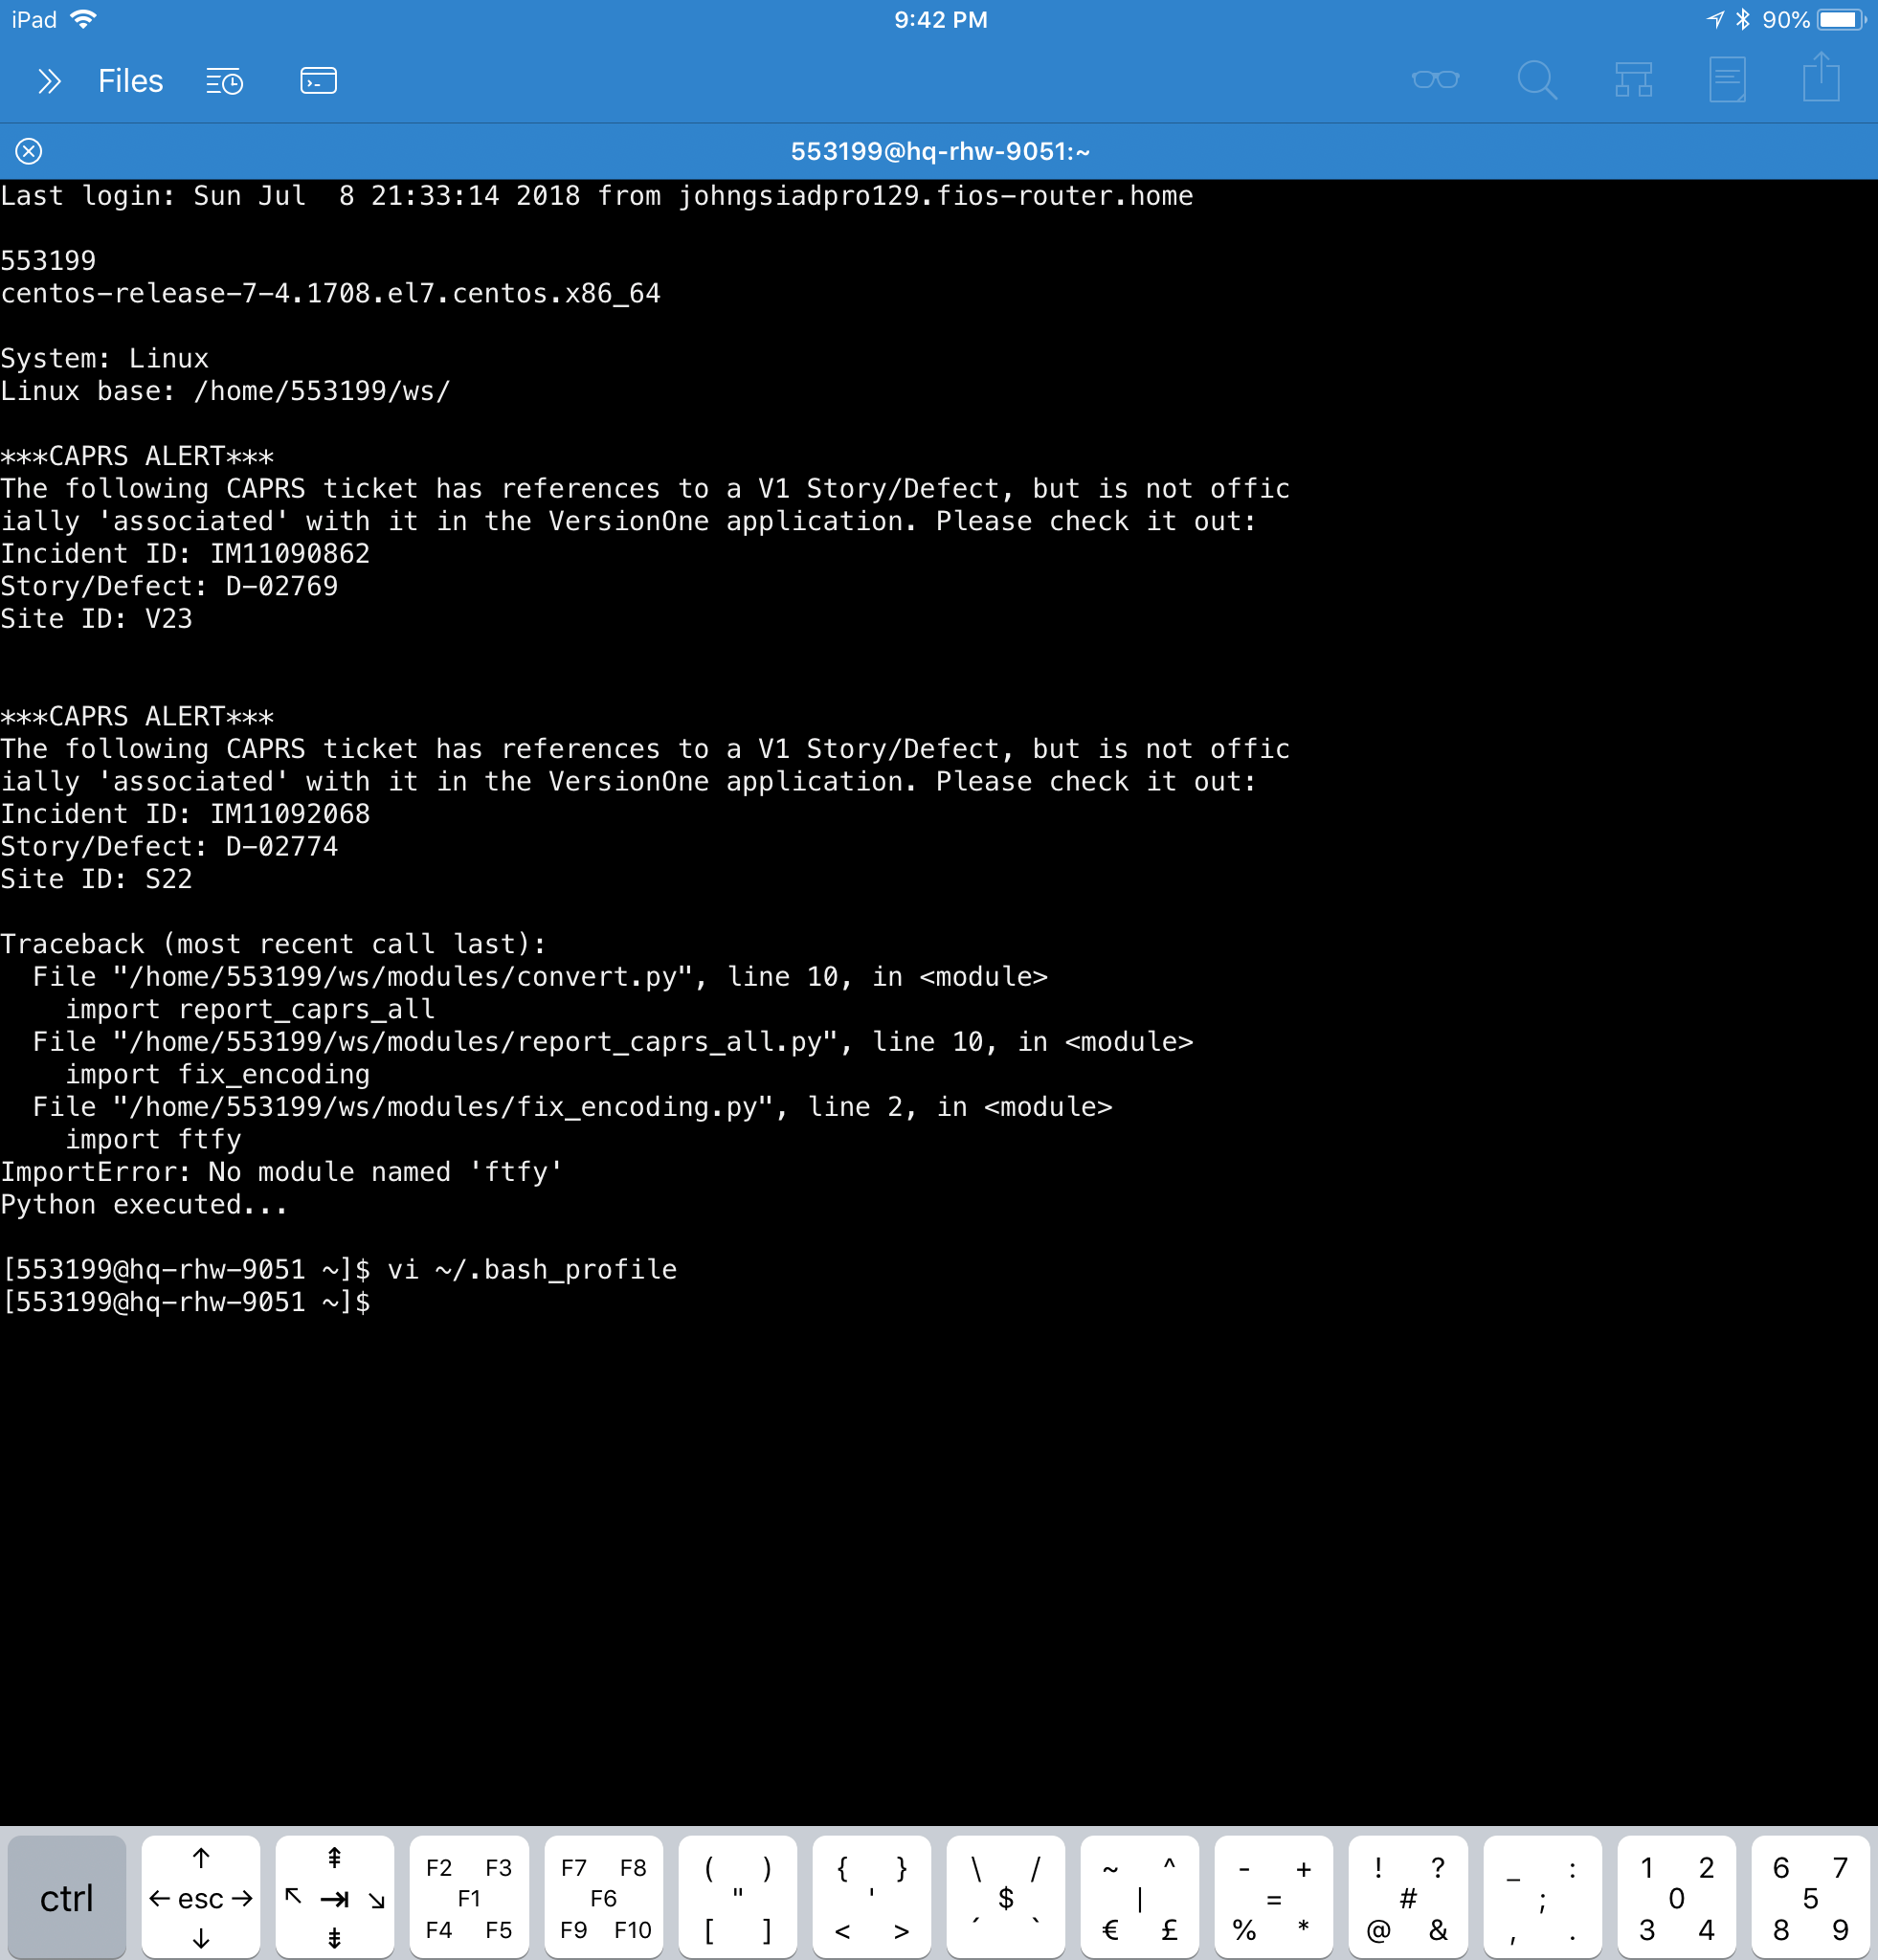 iPad 9:42 PM 90%
Files
553199@hq-rhw-9051:~
Last login: Sun Jul  8 21:33:14 2018 from johngsiadpro129.fios-router.home
553199
centos-release-7-4.1708.el7.centos.x86_64
System: Linux
Linux base: /home/553199/ws/
***CAPRS ALERT***
The following CAPRS ticket has references to a V1 Story/Defect, but is not offic
ially 'associated' with it in the VersionOne application. Please check it out:
Incident ID: IM11090862
Story/Defect: D-02769
Site ID: V23
***CAPRS ALERT***
The following CAPRS ticket has references to a V1 Story/Defect, but is not offic
ially 'associated' with it in the VersionOne application. Please check it out:
Incident ID: IM11092068
Story/Defect: D-02774
Site ID: S22
Traceback (most recent call last):
  File "/home/553199/ws/modules/convert.py", line 10, in <module>
    import report_caprs_all
  File "/home/553199/ws/modules/report_caprs_all.py", line 10, in <module>
    import fix_encoding
  File "/home/553199/ws/modules/fix_encoding.py", line 2, in <module>
    import ftfy
ImportError: No module named 'ftfy'
Python executed...
[553199@hq-rhw-9051 ~]$ vi ~/.bash_profile
[553199@hq-rhw-9051 ~]$
↑ ⇞ F2 F3 F7 F8 ( ) { } \ / ~ ^ - + ! ? _ : 1 2 6 7
ctrl ← esc → ↖ ⇥ ↘ F1 F6 " ' $ | = # ; 0 5
↓ ⇟ F4 F5 F9 F10 [ ] < > ´ ` € £ % * @ & , . 3 4 8 9